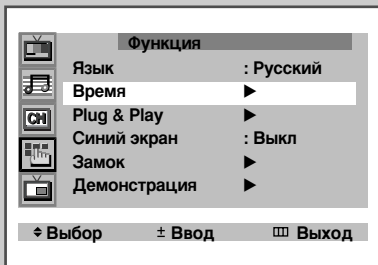 Функция
Язык : Русский
Время ▶
Plug & Play ▶
CH Синий экран : Выкл
Замок ▶
Демонстрация ▶
Выбор ± Ввод Выход